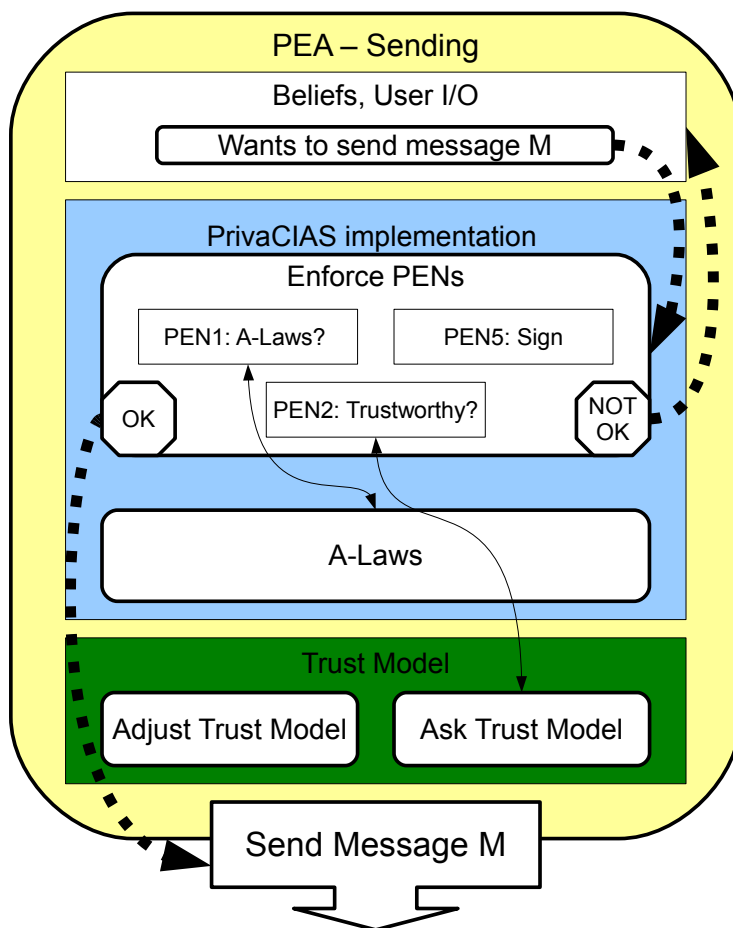 PEA – Sending
Beliefs, User I/O
Wants to send message M
PrivaCIAS implementation
Enforce PENs
PEN1: A-Laws?
PEN5: Sign
PEN2: Trustworthy?
OK
NOT
OK
A-Laws
Trust Model
Adjust Trust Model
Ask Trust Model
Send Message M